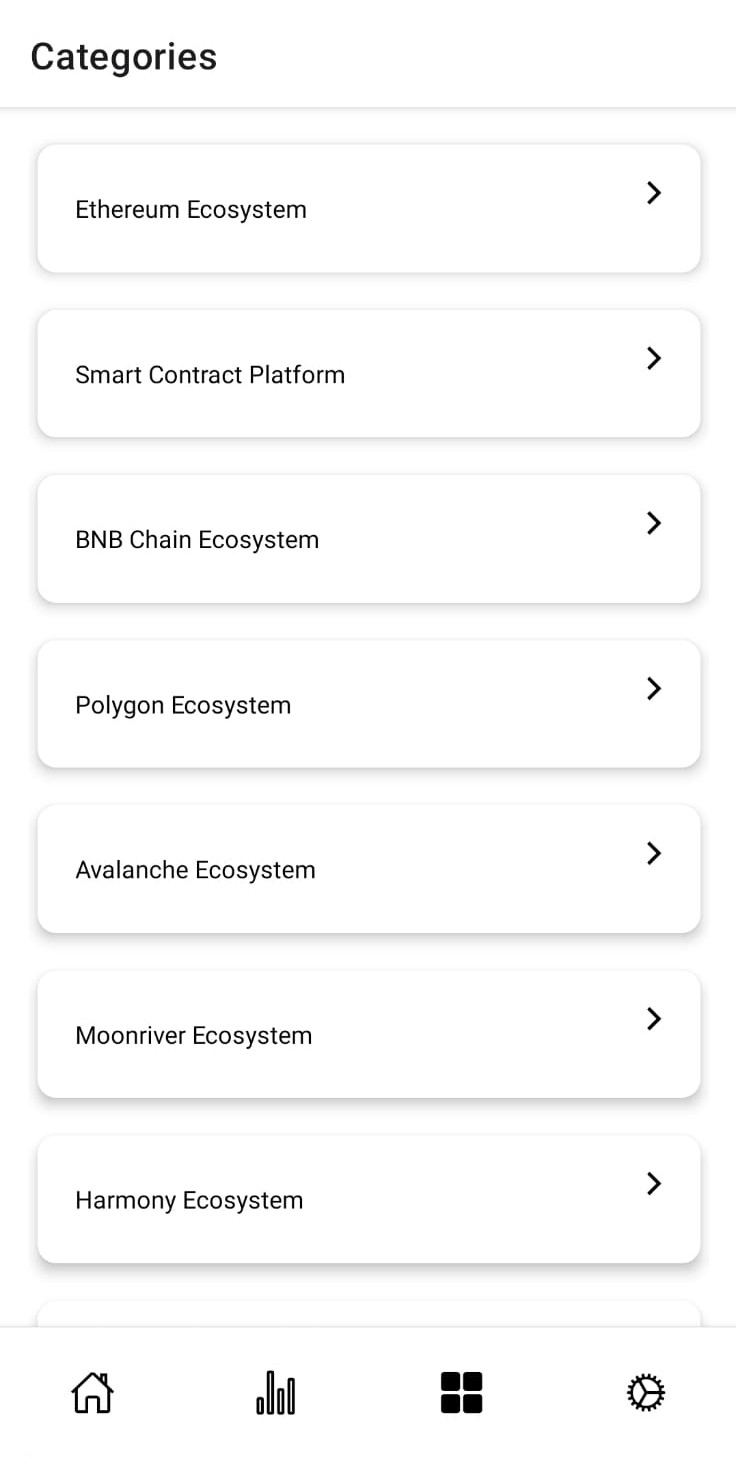 Categories
Ethereum Ecosystem
Smart Contract Platform
BNB Chain Ecosystem
Polygon Ecosystem
Avalanche Ecosystem
Moonriver Ecosystem
Harmony Ecosystem